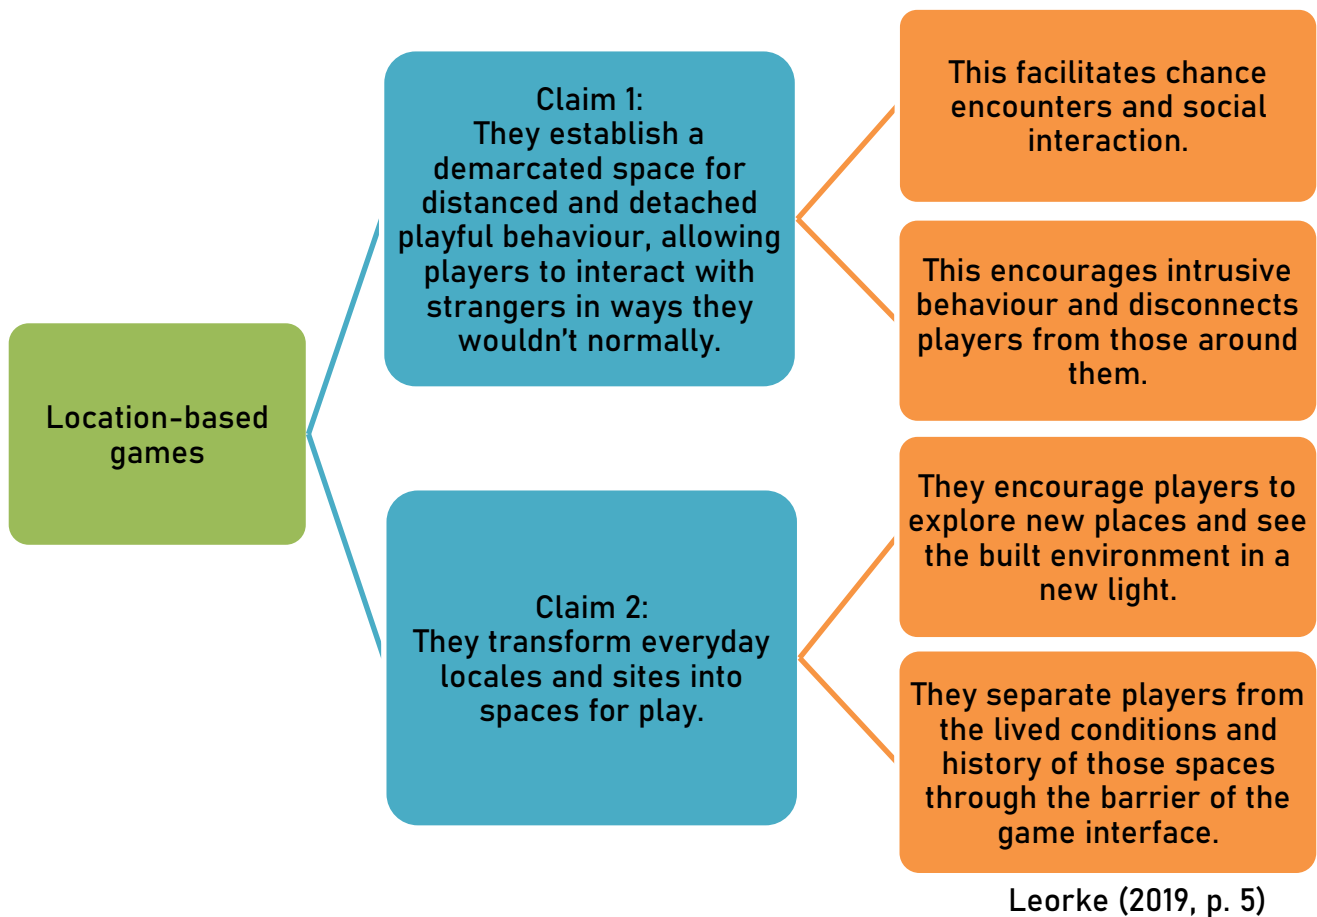 Location-based
games
Claim 1:
They establish a
demarcated space for
distanced and detached
playful behaviour, allowing
players to interact with
strangers in ways they
wouldn't normally.
This facilitates chance
encounters and social
interaction.
This encourages intrusive
behaviour and disconnects
players from those around
them.
Claim 2:
They transform everyday
locales and sites into
spaces for play.
They encourage players to
explore new places and see
the built environment in a
new light.
They separate players from
the lived conditions and
history of those spaces
through the barrier of the
game interface.
Leorke (2019, p. 5)